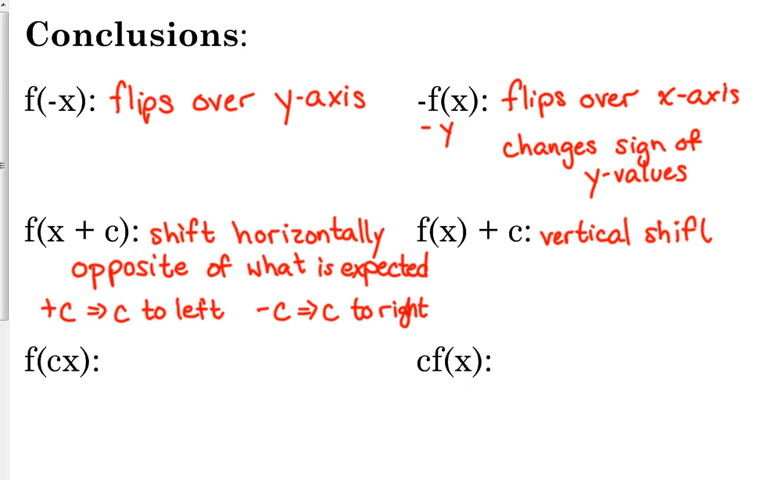 Conclusions:
f(-x): flips over y-axis
-f(x): flips over x-axis
-y
changes sign of
y-values
f(x + c): shift horizontally
opposite of what is expected
+c ⇒ c to left -c ⇒ c to right
f(x) + c: vertical shift
f(cx):
cf(x):